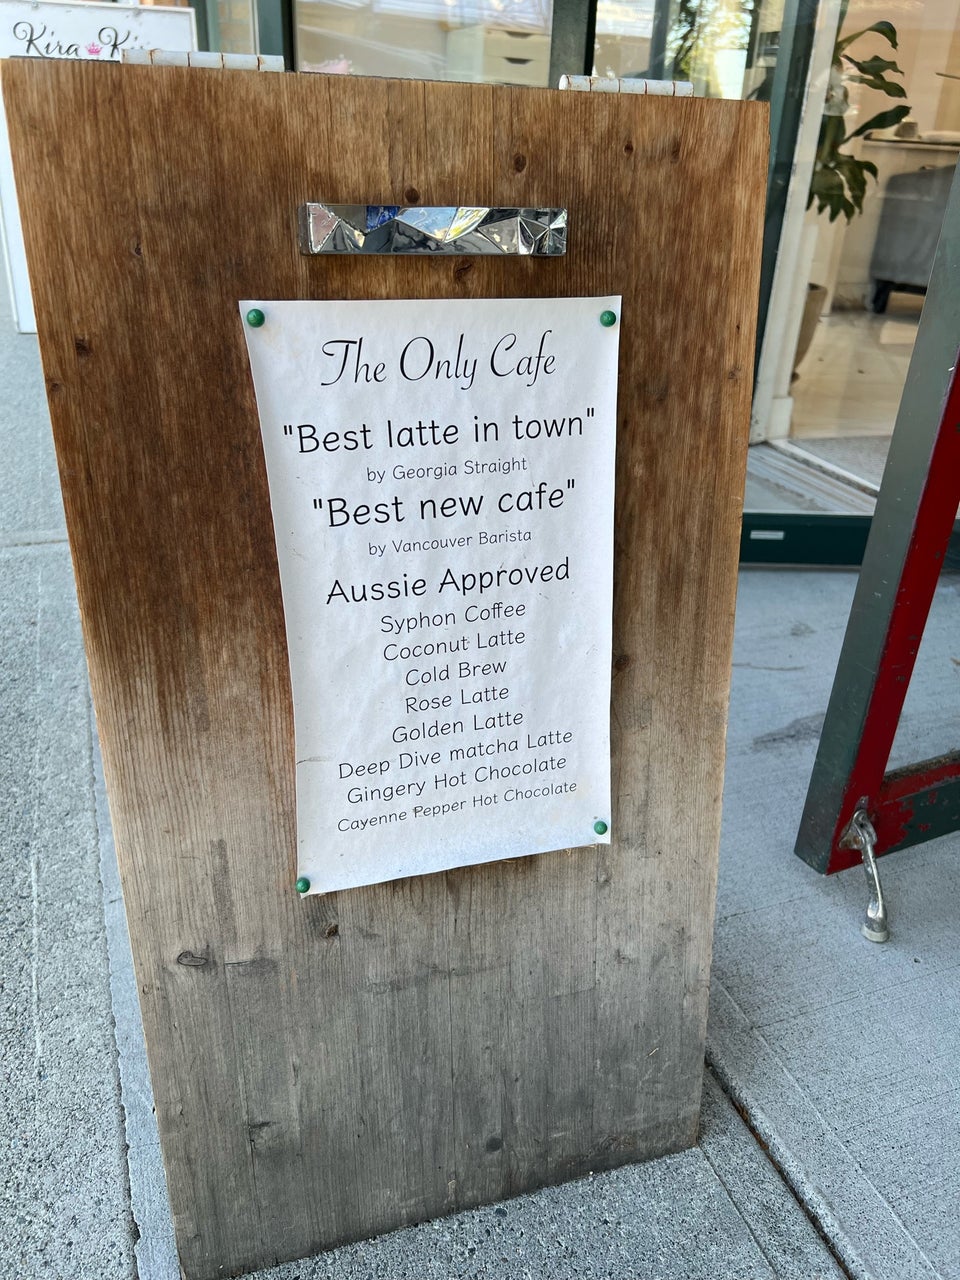 Kira
The Only Cafe
"Best latte in town"
by Georgia Straight
"Best new cafe"
by Vancouver Barista
Aussie Approved
Syphon Coffee
Coconut Latte
Cold Brew
Rose Latte
Golden Latte
Deep Dive matcha Latte
Gingery Hot Chocolate
Cayenne Pepper Hot Chocolate